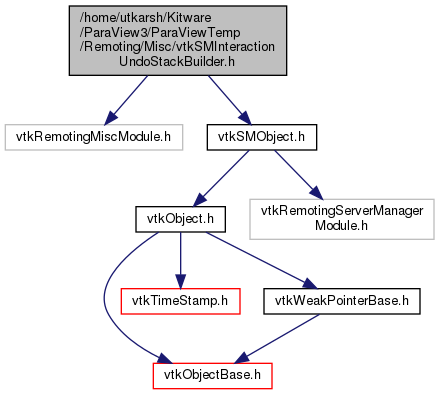 /home/utkarsh/Kitware
/ParaView3/ParaViewTemp
/Remoting/Misc/vtkSMInteraction
UndoStackBuilder.h
vtkRemotingMiscModule.h
vtkSMObject.h
vtkObject.h
vtkRemotingServerManager
Module.h
vtkTimeStamp.h
vtkWeakPointerBase.h
vtkObjectBase.h